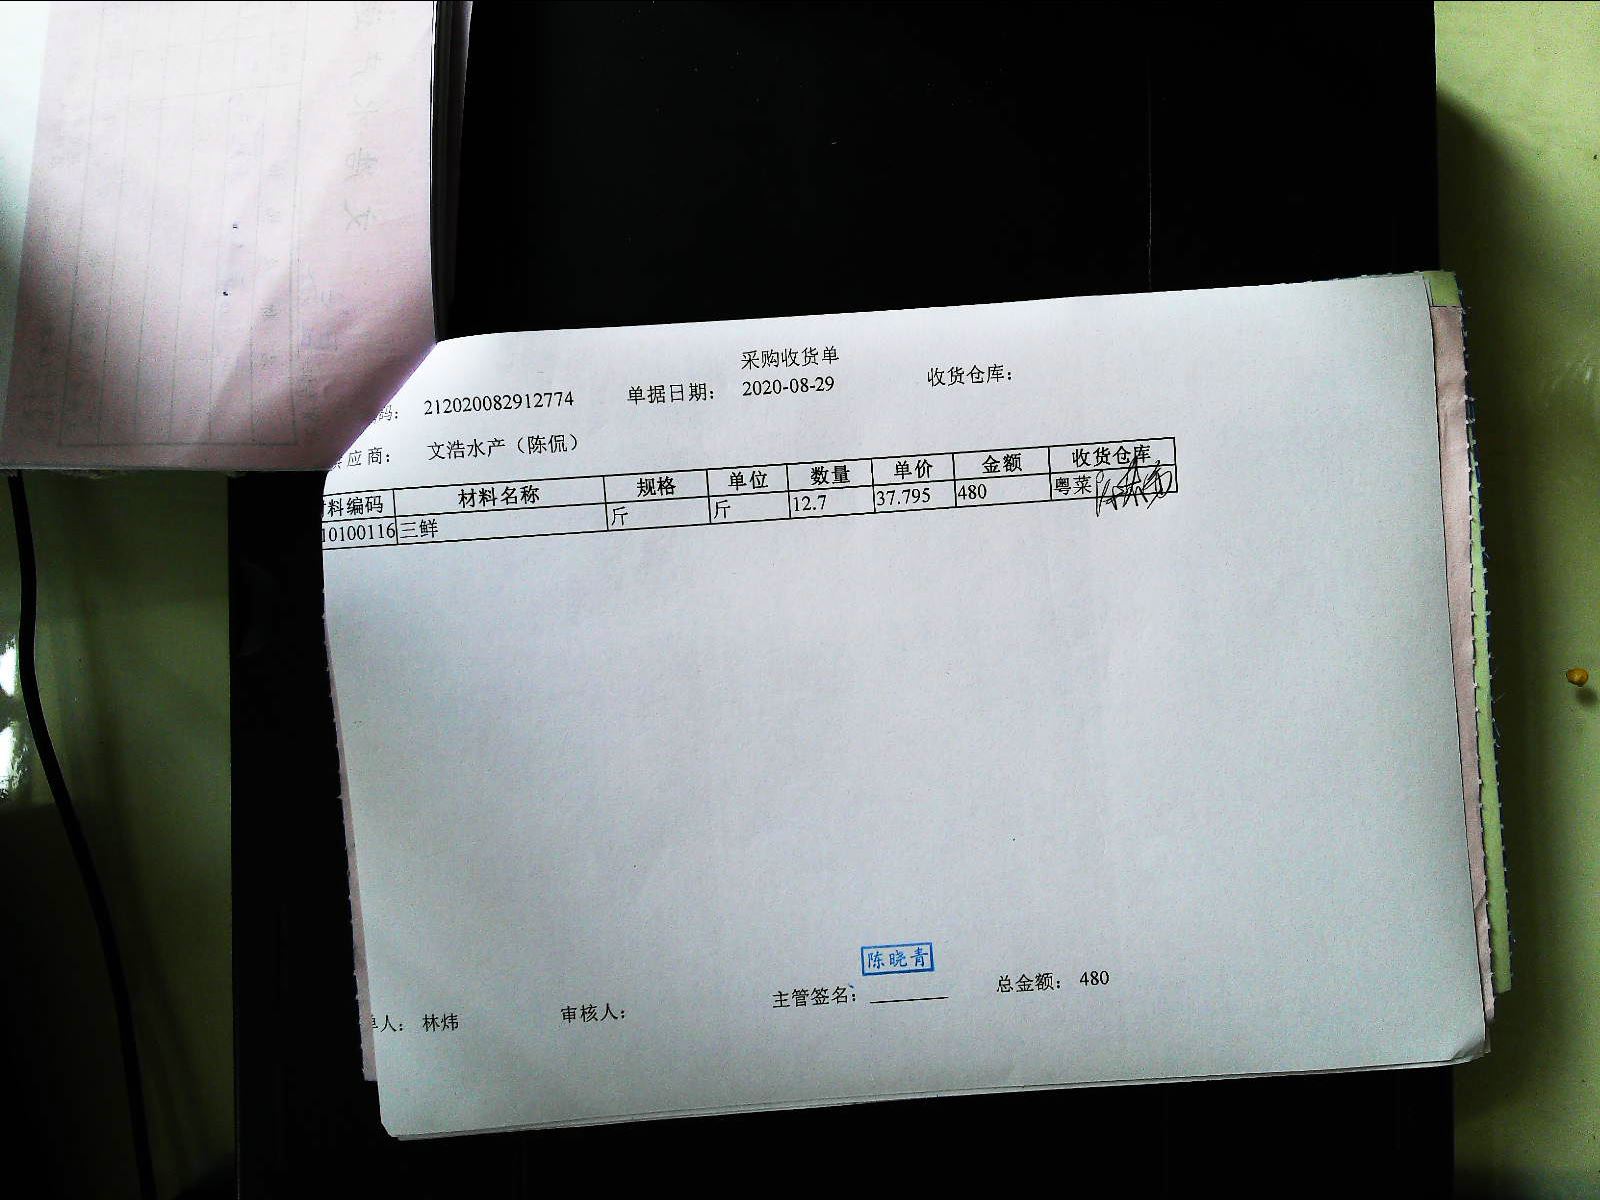 采购收货单
码： 212020082912774 单据日期： 2020-08-29 收货仓库：
应商： 文浩水产（陈侃）
料编码 材料名称 规格 单位 数量 单价 金额 收货仓库
10100116 三鲜 斤 斤 12.7 37.795 480 粤菜
陈晓青
单人： 林炜 审核人： 主管签名： 总金额： 480